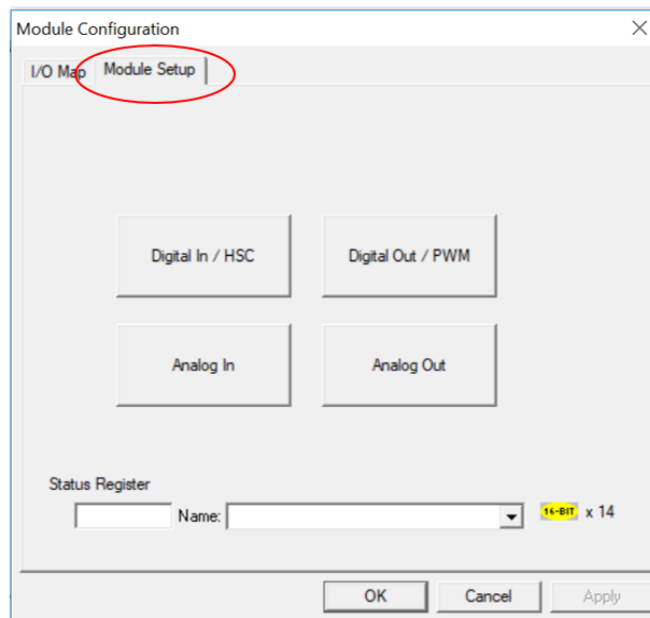 Module Configuration
I/O Map Module Setup
Digital In / HSC Digital Out / PWM
Analog In Analog Out
Status Register
Name: 16-BIT x 14
OK Cancel Apply